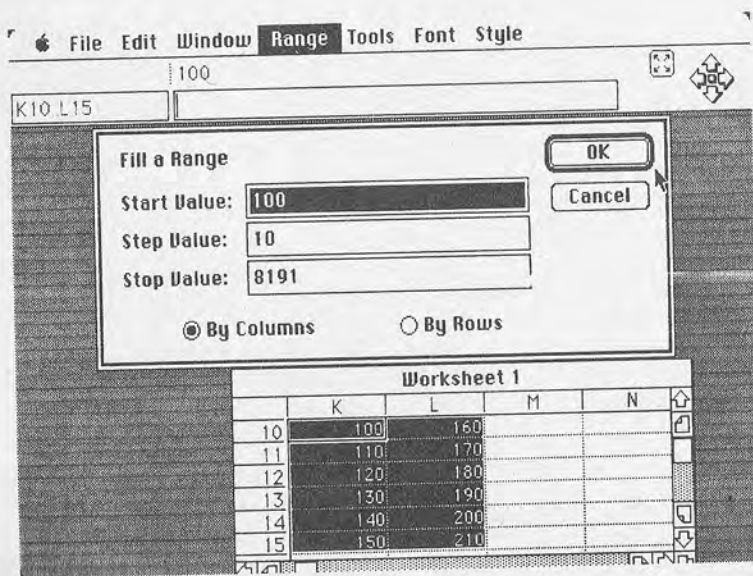 File Edit Window Range Tools Font Style
100
K10 L15
Fill a Range
OK
Start Value: 100
Cancel
Step Value: 10
Stop Value: 8191
By Columns By Rows
Worksheet 1
K L M N
10 100 160
11 110 170
12 120 180
13 130 190
14 140 200
15 150 210